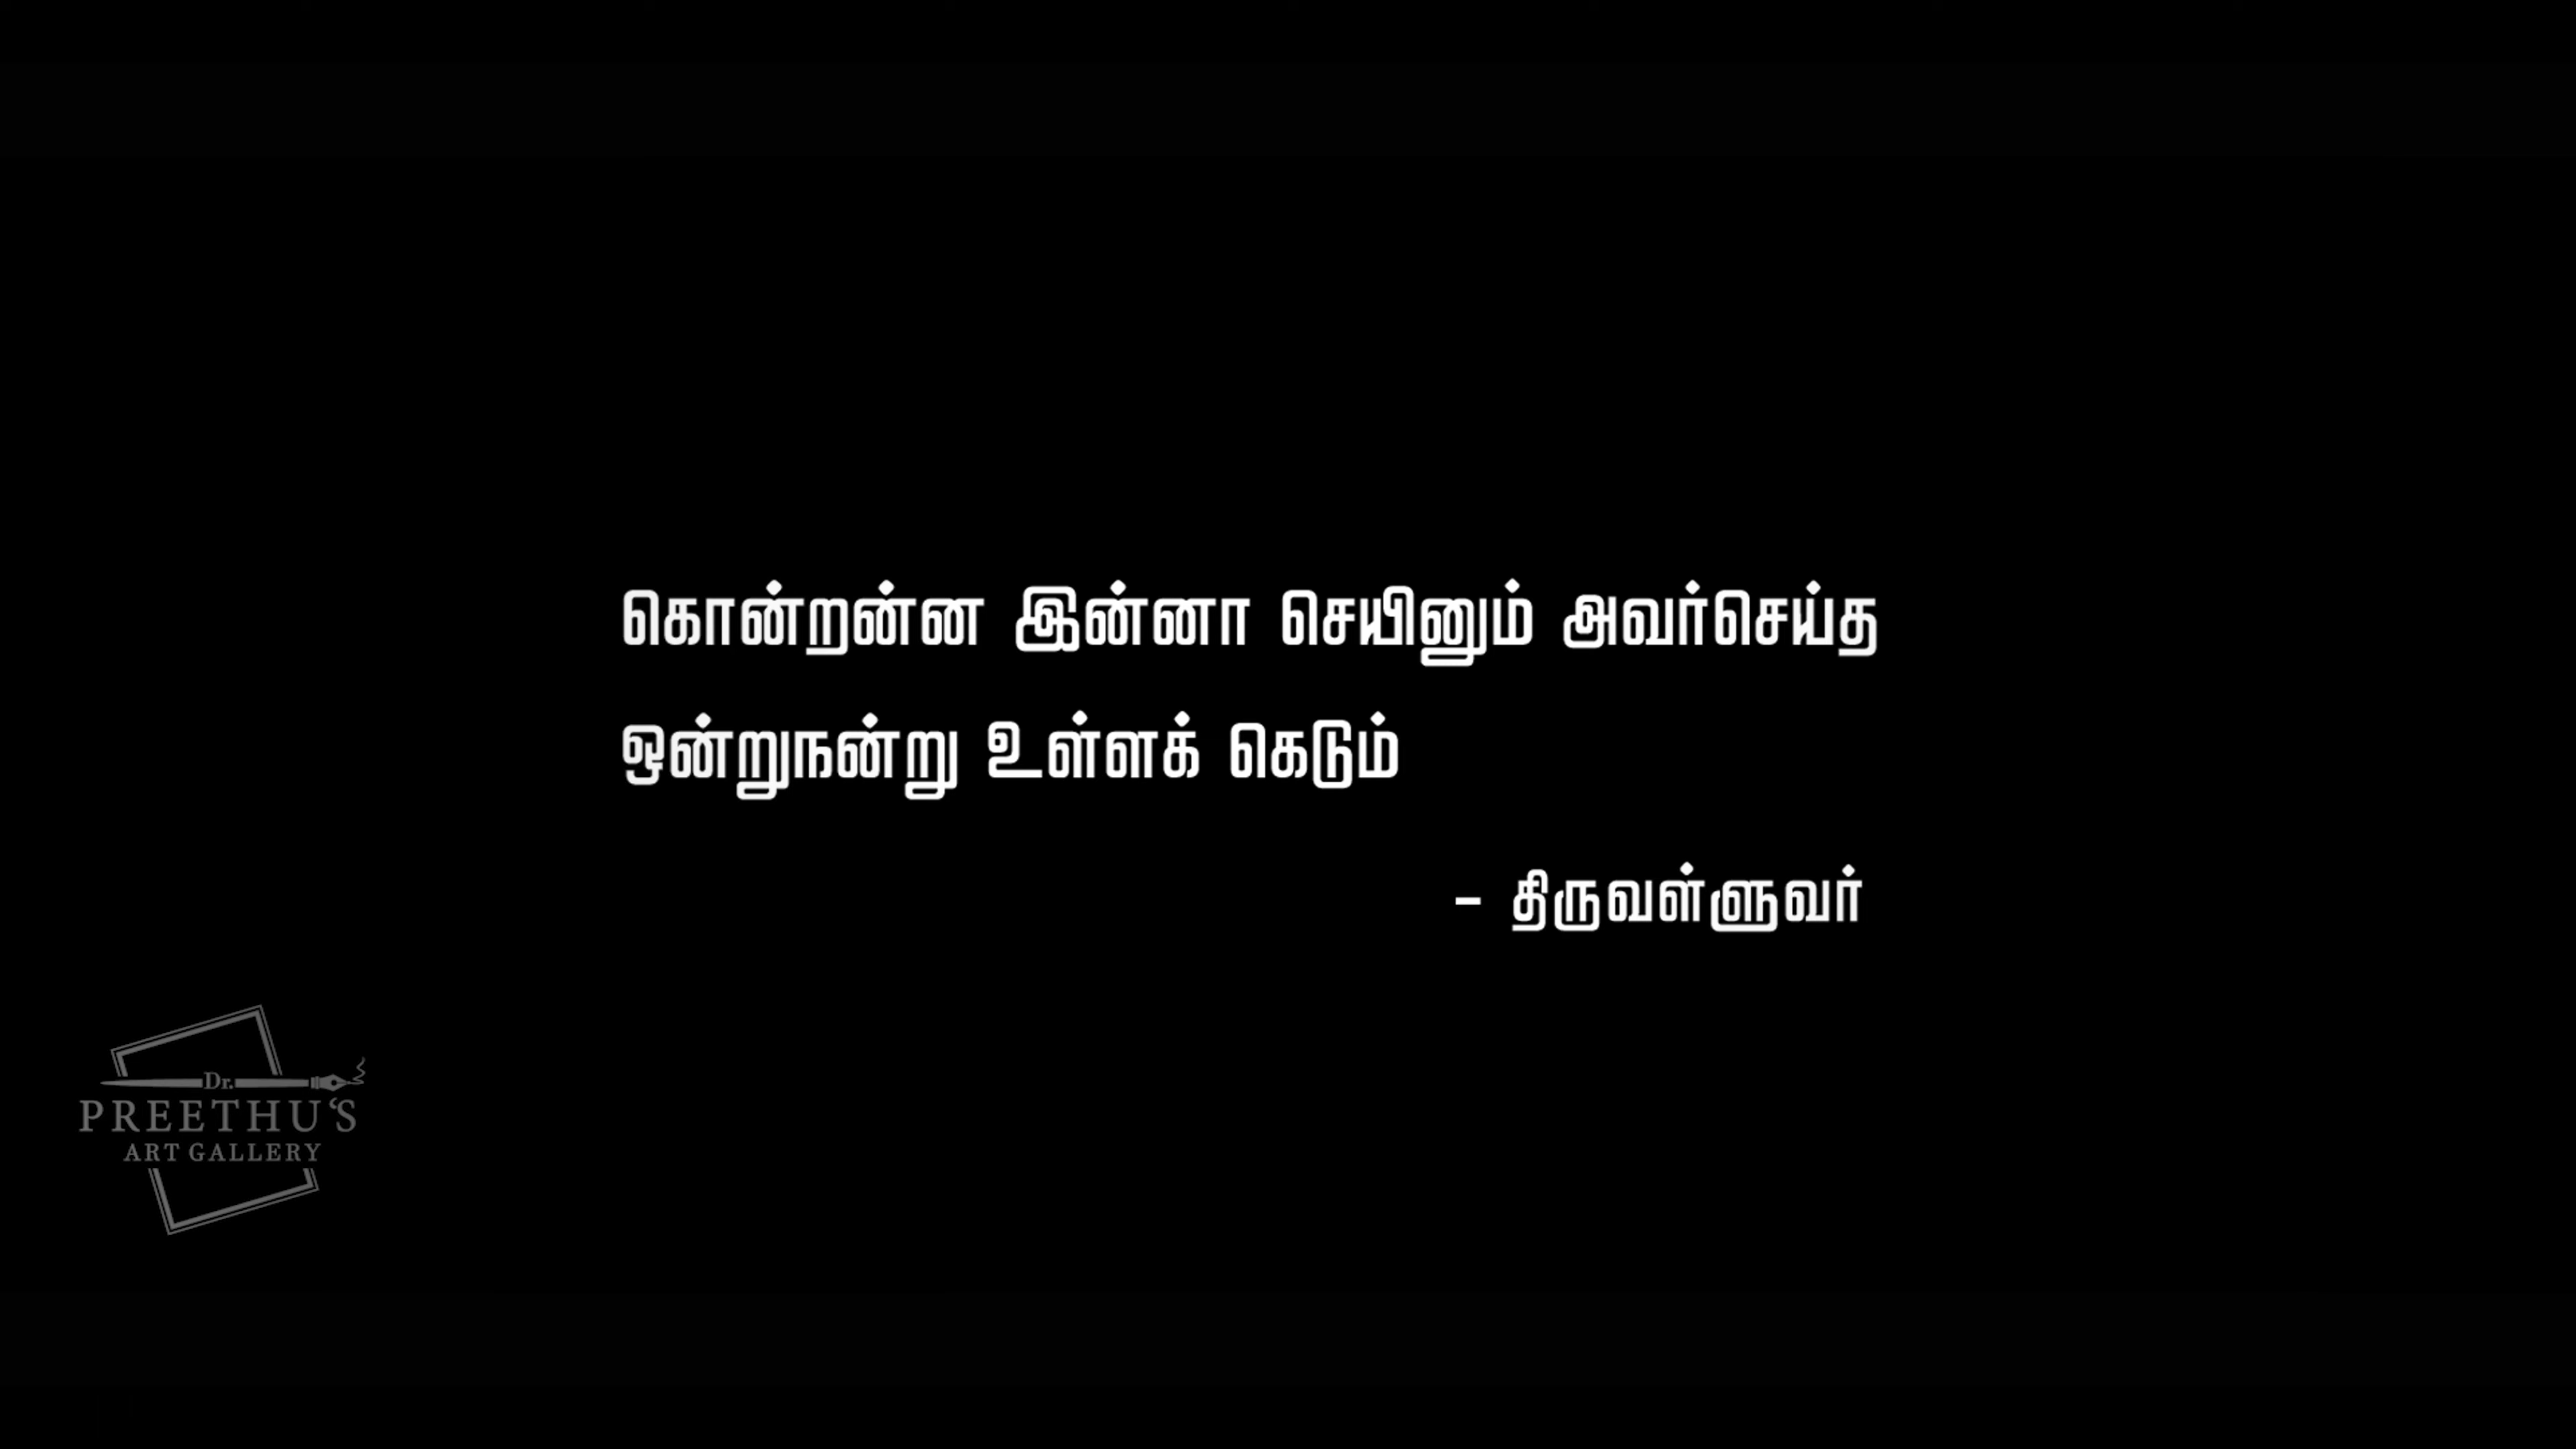 கொன்றன்ன இன்னா செயினும் அவர்செய்த
ஒன்றுநன்று உள்ளக் கெடும்
- திருவள்ளுவர்
Dr.
PREETHU'S
ART GALLERY